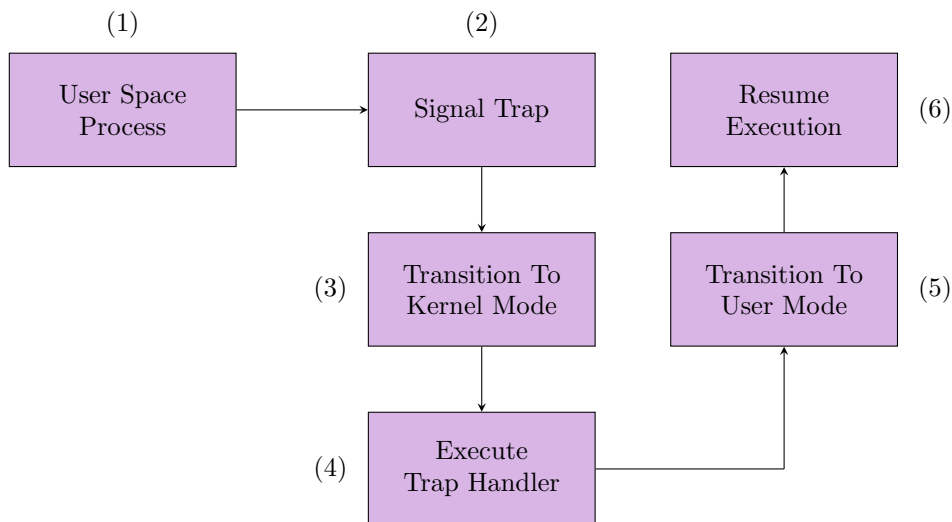 (1)
User Space
Process
(2)
Signal Trap
(3)
Transition To
Kernel Mode
(4)
Execute
Trap Handler
Transition To
User Mode
(5)
Resume
Execution
(6)